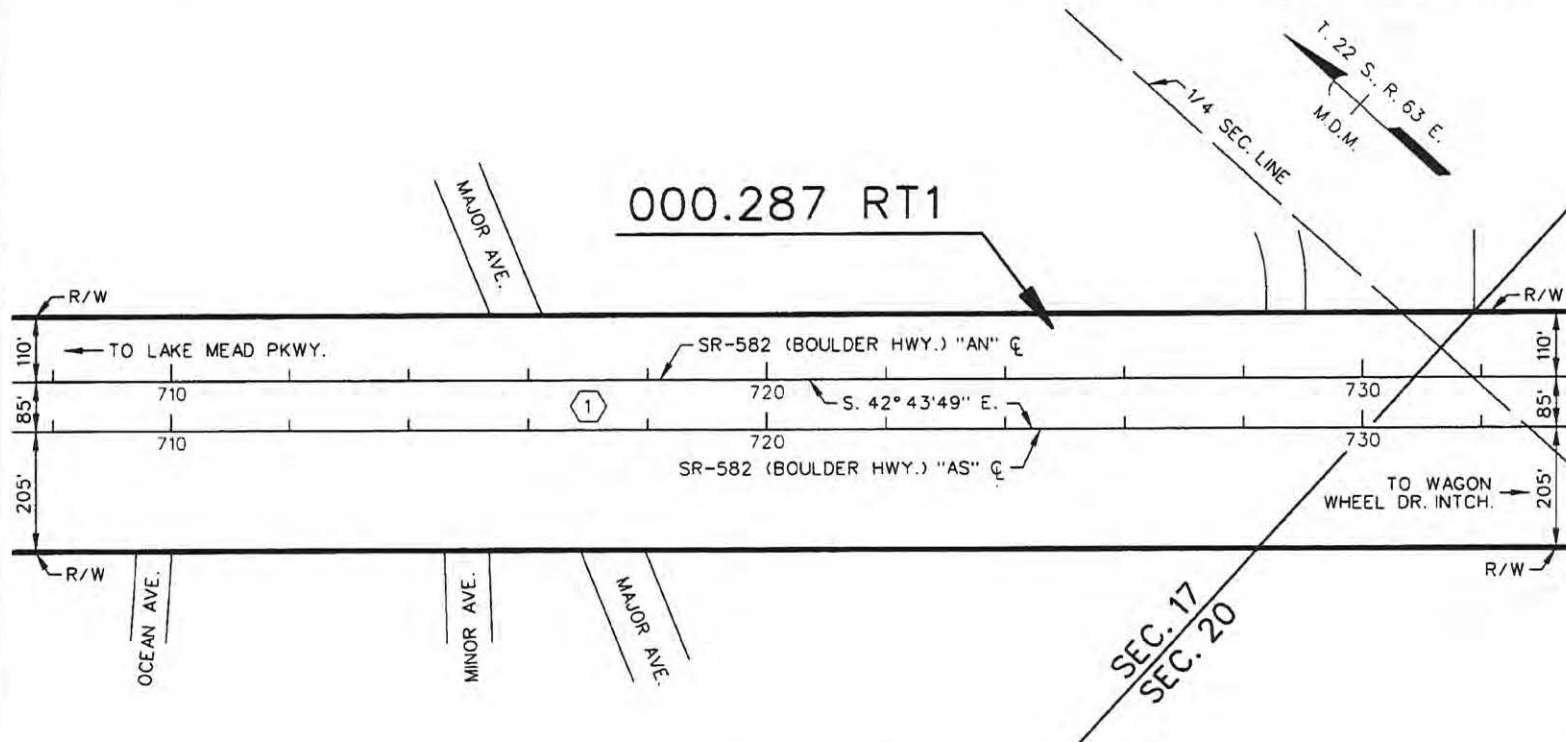 T. 22 S., R. 63 E.
M.D.M.
1/4 SEC. LINE
MAJOR AVE.
000.287 RT1
R/W
R/W
110'
TO LAKE MEAD PKWY.
SR-582 (BOULDER HWY.) "AN" ℄
110'
710
720
730
85'
1
S. 42° 43'49" E.
85'
710
720
730
SR-582 (BOULDER HWY.) "AS" ℄
205'
TO WAGON
WHEEL DR. INTCH.
205'
R/W
R/W
OCEAN AVE.
MINOR AVE.
MAJOR AVE.
SEC. 17
SEC. 20